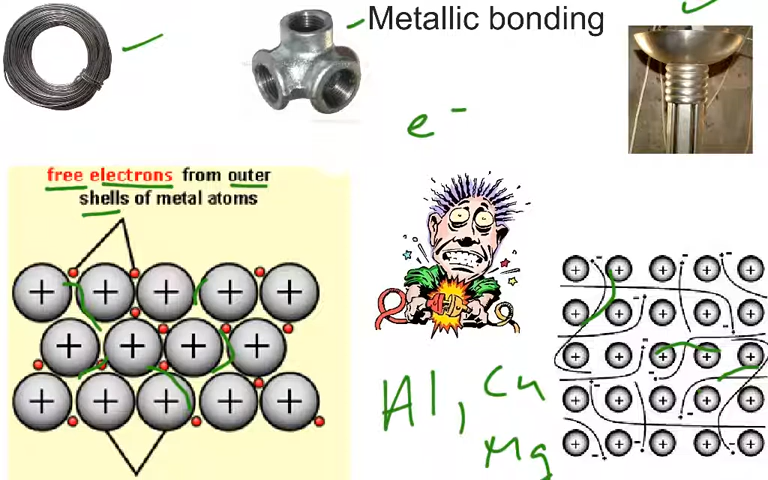 Metallic bonding
e⁻
free electrons from outer
shells of metal atoms
+ + + + +
+ + + +
+ + + + +
Al, Cu
Mg